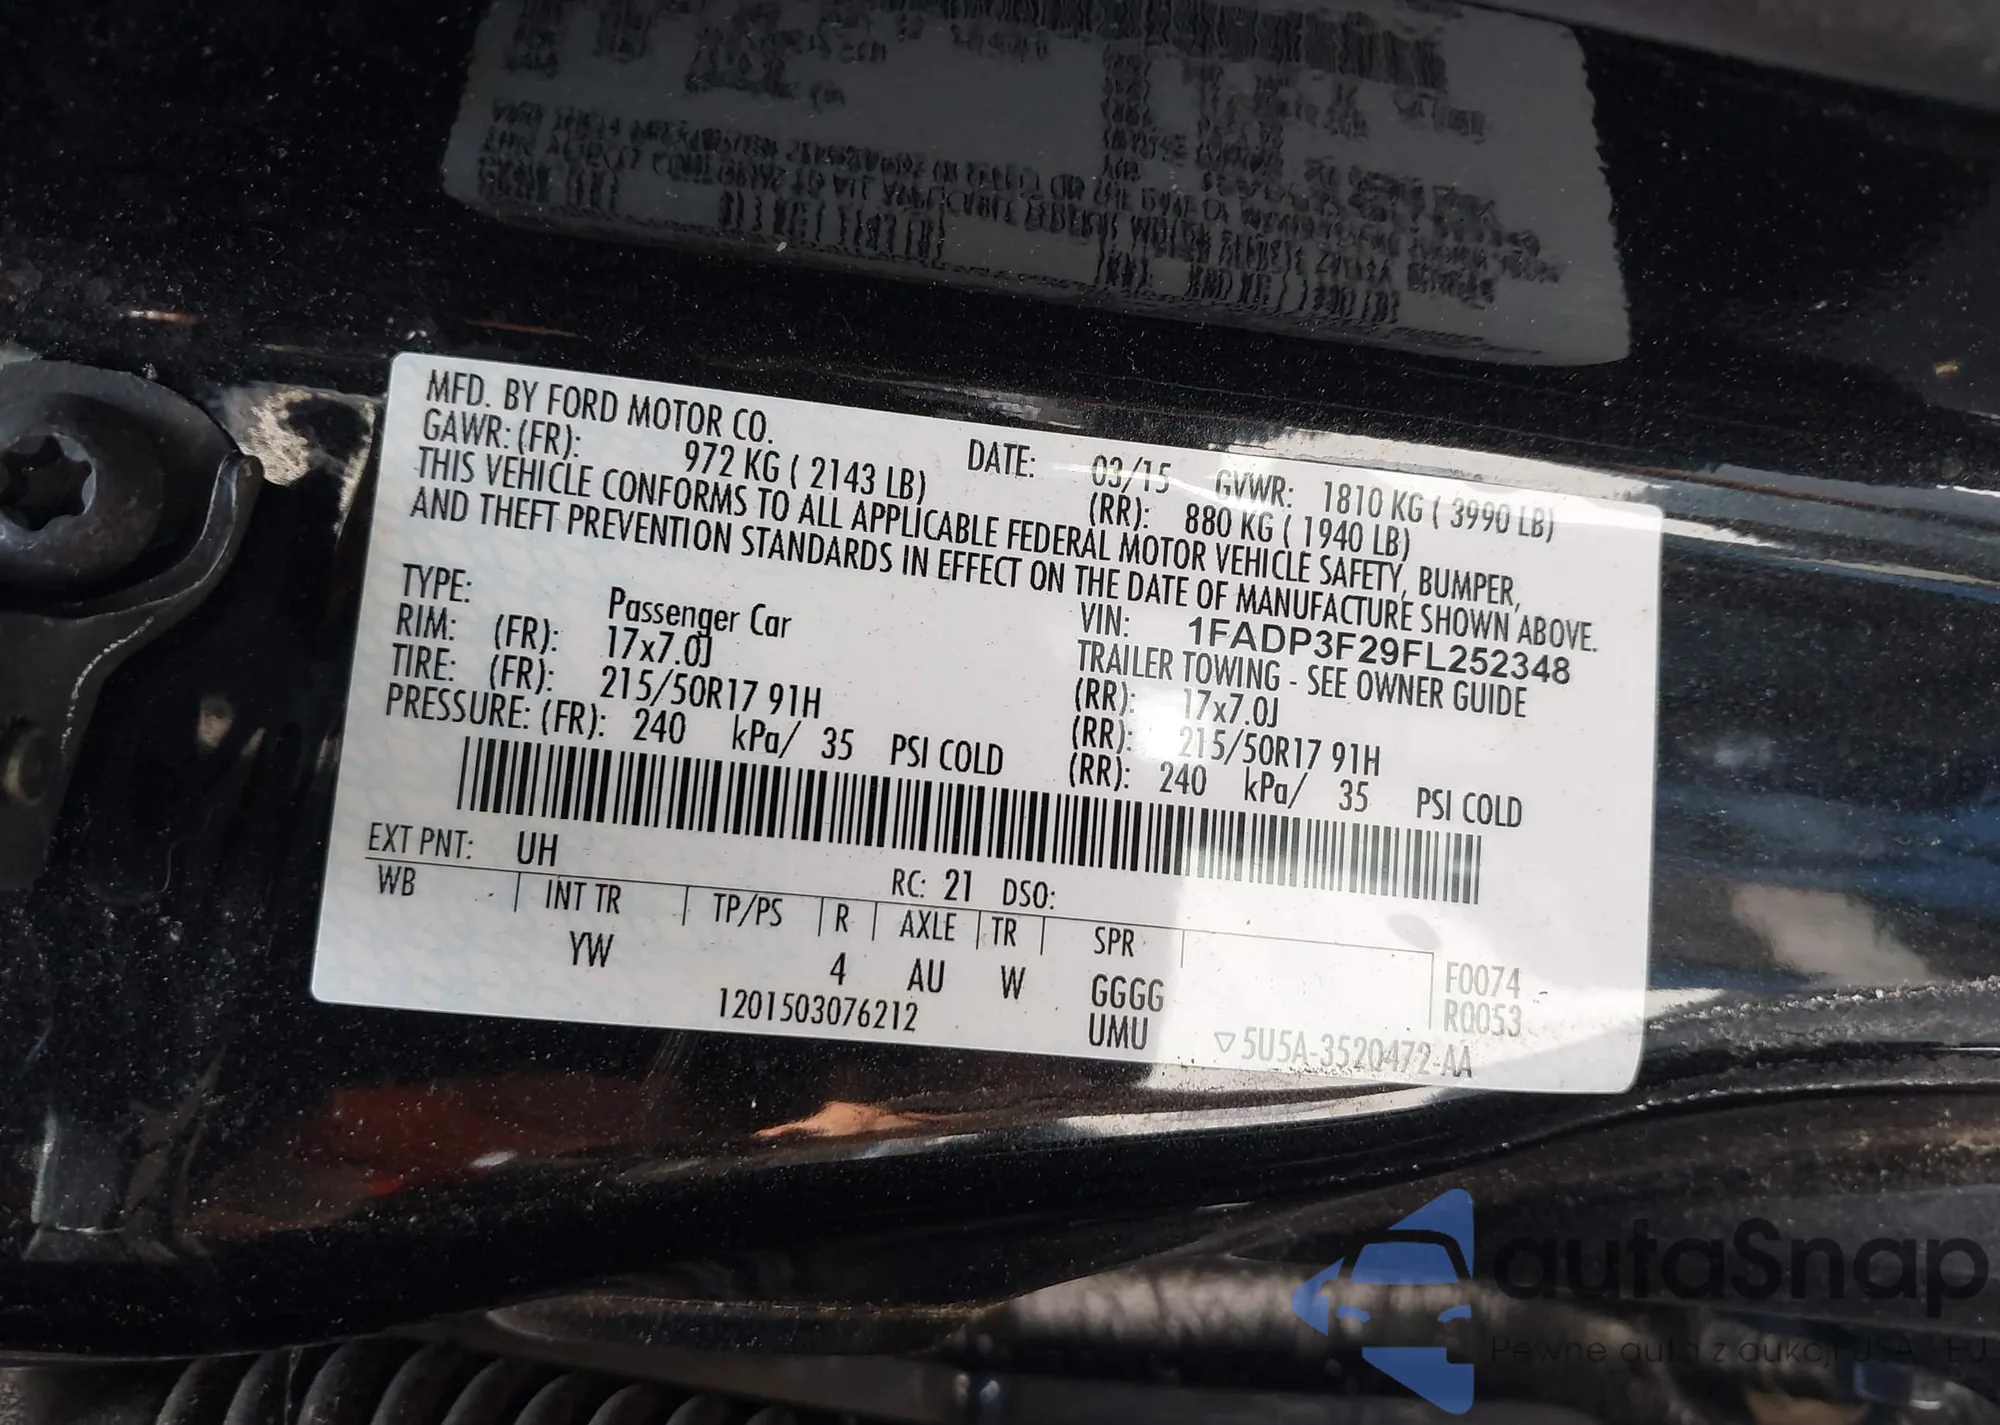 MFD. BY FORD MOTOR CO.
DATE: 03/15 GVWR: 1810 KG ( 3990 LB)
GAWR: (FR): 972 KG ( 2143 LB) (RR): 880 KG ( 1940 LB)
THIS VEHICLE CONFORMS TO ALL APPLICABLE FEDERAL MOTOR VEHICLE SAFETY, BUMPER,
AND THEFT PREVENTION STANDARDS IN EFFECT ON THE DATE OF MANUFACTURE SHOWN ABOVE.
VIN: 1FADP3F29FL252348
TYPE: Passenger Car TRAILER TOWING - SEE OWNER GUIDE
RIM: (FR): 17x7.0J (RR): 17x7.0J
TIRE: (FR): 215/50R17 91H (RR): 215/50R17 91H
PRESSURE: (FR): 240 kPa/ 35 PSI COLD (RR): 240 kPa/ 35 PSI COLD
EXT PNT: UH RC: 21 DSO:
WB INT TR TP/PS R AXLE TR SPR
YW 4 AU W GGGG F0074
1201503076212 UMU R0053
▽5U5A-3520472-AA
autaSnap
Pewne auta z aukcji USA i EU